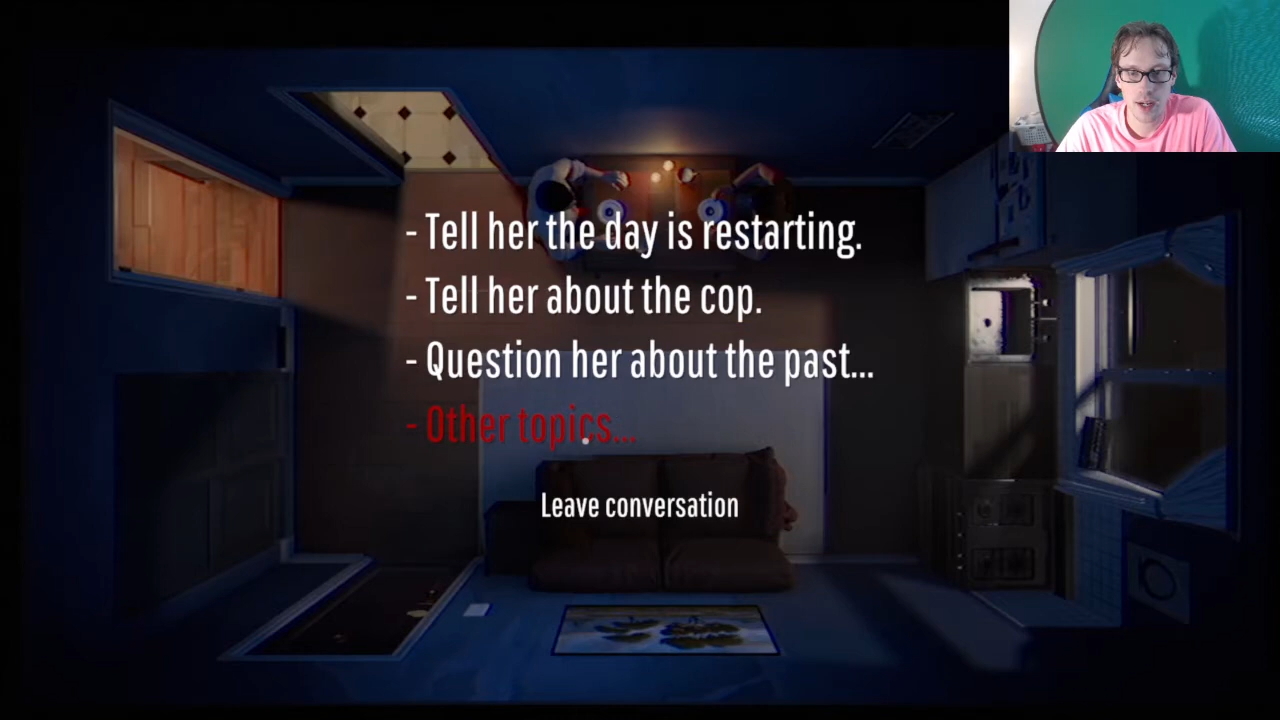 - Tell her the day is restarting.
- Tell her about the cop.
- Question her about the past...
- Other topics...
Leave conversation